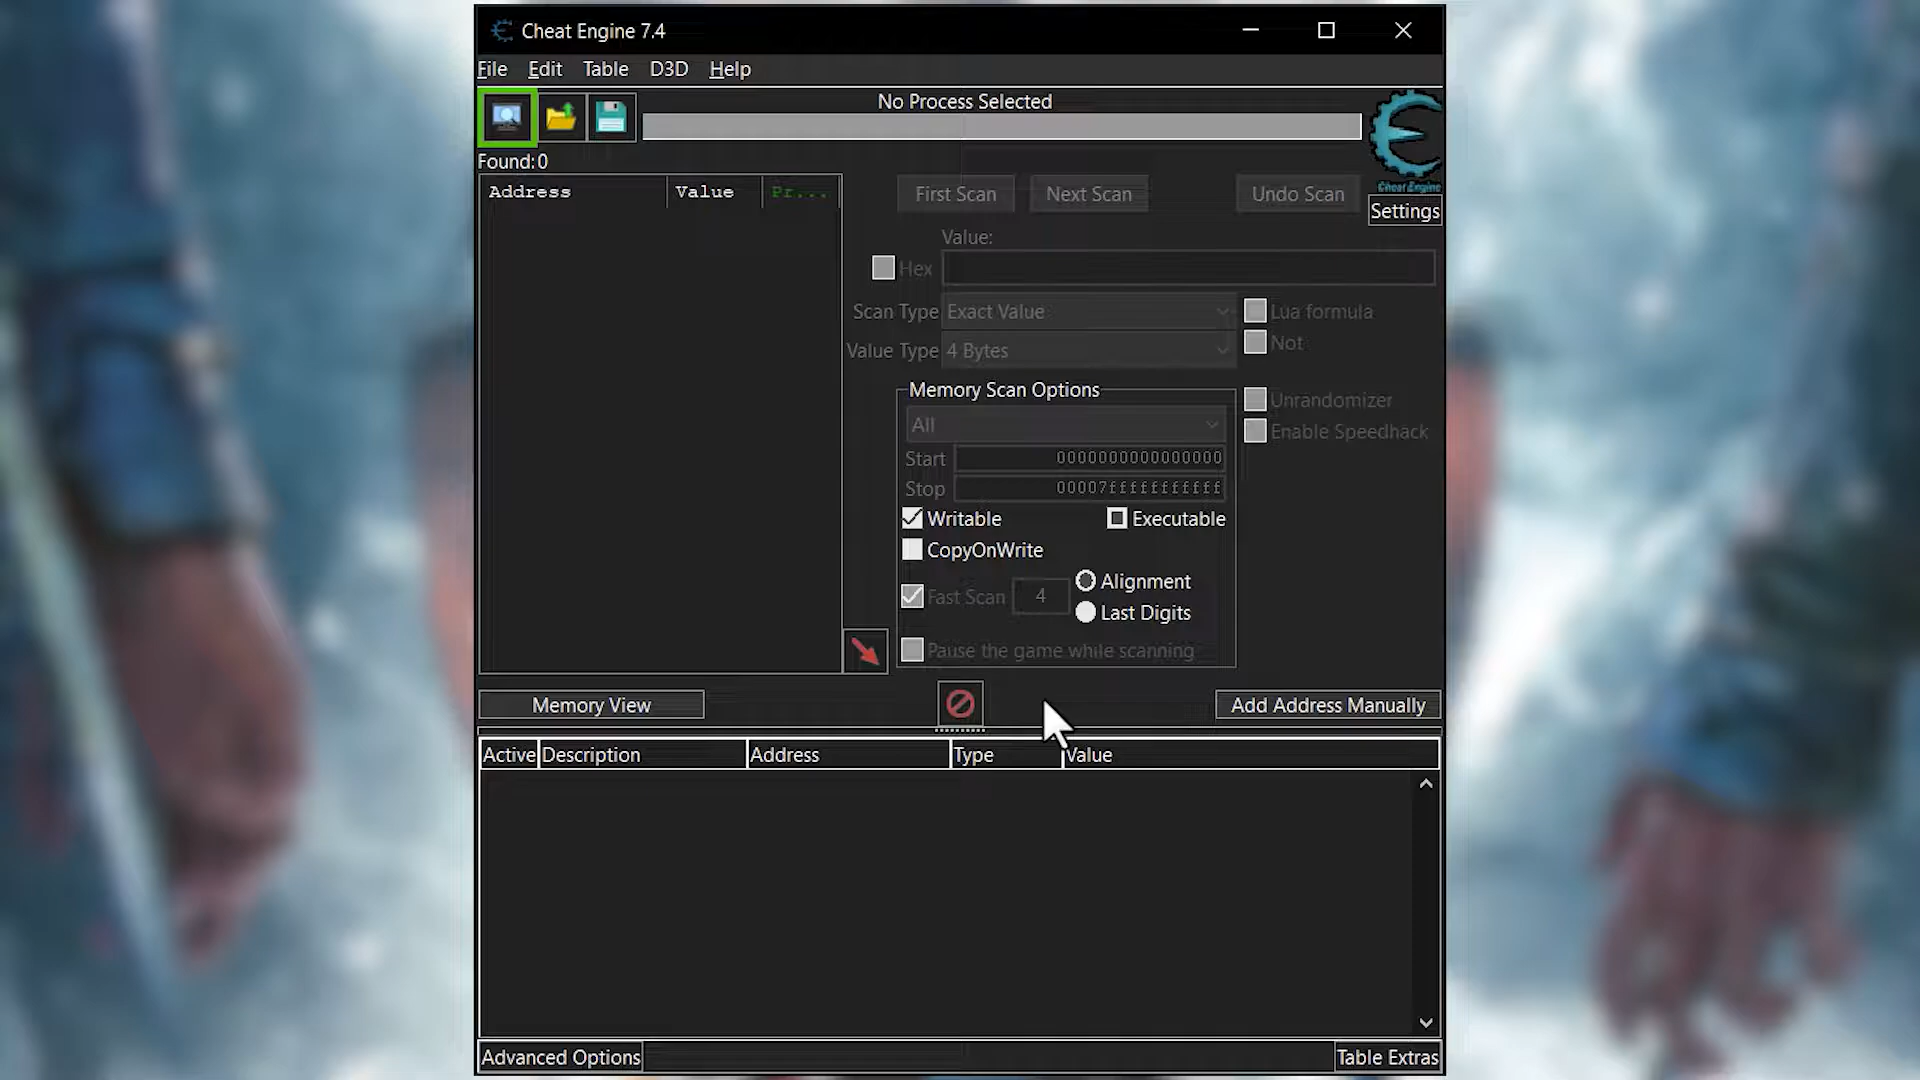 Cheat Engine 7.4
File Edit Table D3D Help
No Process Selected
Found: 0
Cheat Engine
Settings
Address Value Pr...
First Scan Next Scan Undo Scan
Value:
Hex
Scan Type Exact Value
Lua formula
Not
Value Type 4 Bytes
Memory Scan Options
All
Unrandomizer
Enable Speedhack
Start 0000000000000000
Stop 00007fffffffffff
Writable Executable
CopyOnWrite
Fast Scan 4 Alignment
Last Digits
Pause the game while scanning
Memory View
Add Address Manually
Active Description Address Type Value
Advanced Options
Table Extras